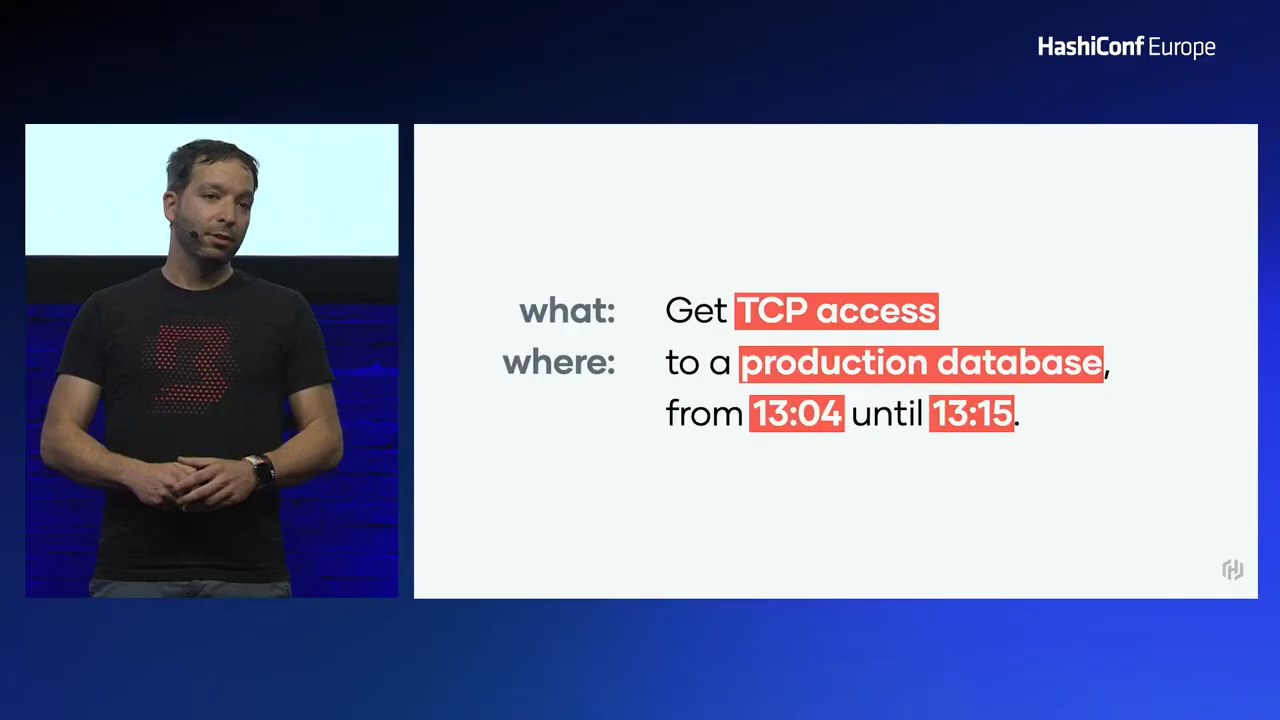 HashiConf Europe
what: Get TCP access
where: to a production database,
from 13:04 until 13:15.